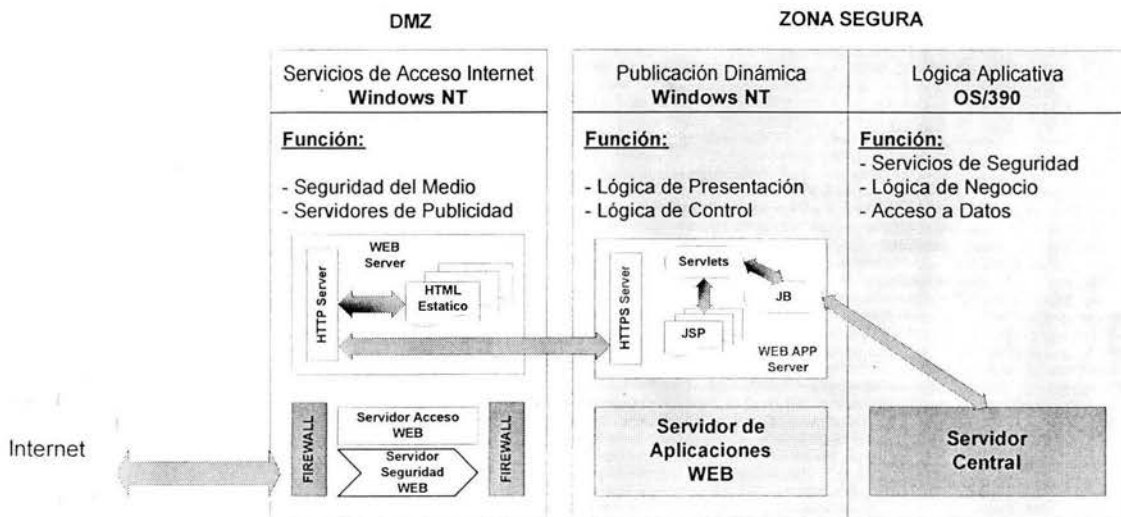 DMZ
ZONA SEGURA
Servicios de Acceso Internet
Windows NT
Publicación Dinámica
Windows NT
Lógica Aplicativa
OS/390
Función:
- Seguridad del Medio
- Servidores de Publicidad
Función:
- Lógica de Presentación
- Lógica de Control
Función:
- Servicios de Seguridad
- Lógica de Negocio
- Acceso a Datos
WEB
Server
HTTP Server
HTML
Estatico
HTTPS Server
Servlets
JB
JSP
WEB APP
Server
Internet
FIREWALL
Servidor Acceso
WEB
Servidor
Seguridad
WEB
FIREWALL
Servidor de
Aplicaciones
WEB
Servidor
Central